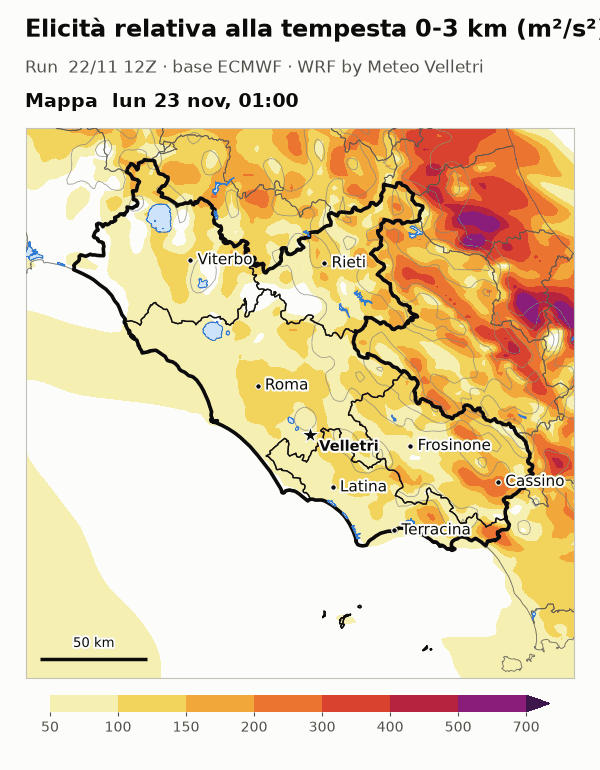 Elicità relativa alla tempesta 0-3 km (m²/s²)
Run 22/11 12Z · base ECMWF · WRF by Meteo Velletri
Mappa lun 23 nov, 01:00
Viterbo
Rieti
Roma
Velletri
Frosinone
Cassino
Latina
Terracina
50 km
50 100 150 200 300 400 500 700